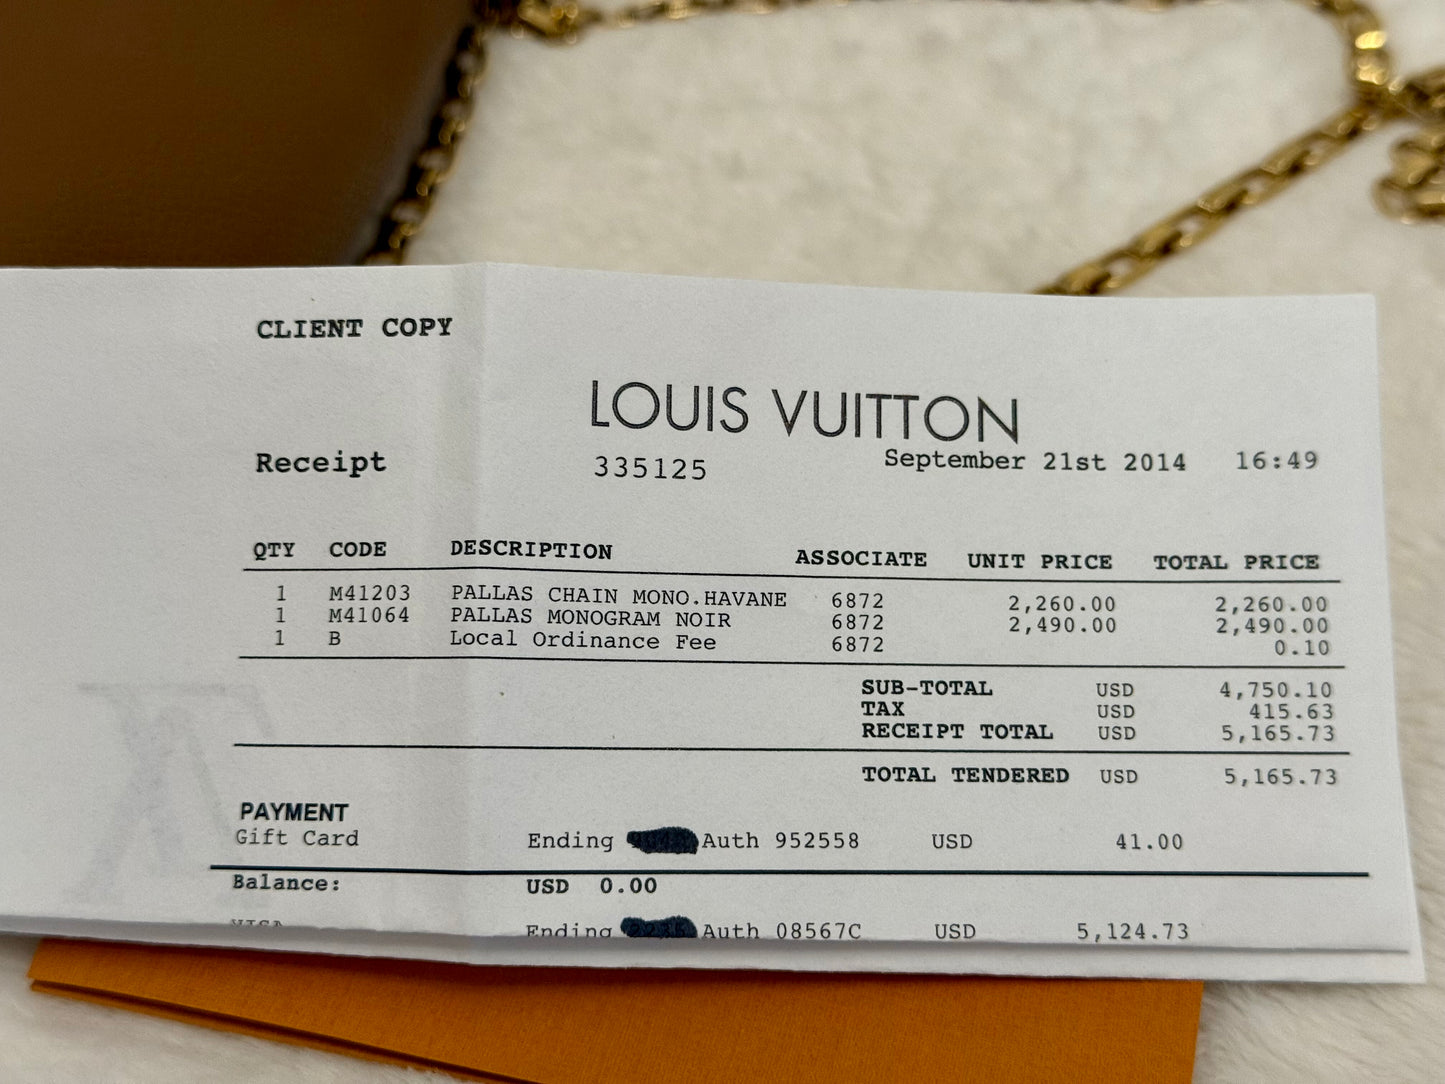 CLIENT COPY
LOUIS VUITTON
Receipt 335125 September 21st 2014 16:49
QTY CODE DESCRIPTION ASSOCIATE UNIT PRICE TOTAL PRICE
1 M41203 PALLAS CHAIN MONO.HAVANE 6872 2,260.00 2,260.00
1 M41064 PALLAS MONOGRAM NOIR 6872 2,490.00 2,490.00
1 B Local Ordinance Fee 6872 0.10
SUB-TOTAL USD 4,750.10
TAX USD 415.63
RECEIPT TOTAL USD 5,165.73
TOTAL TENDERED USD 5,165.73
PAYMENT
Gift Card Ending Auth 952558 USD 41.00
Balance: USD 0.00
VISA Ending Auth 08567C USD 5,124.73